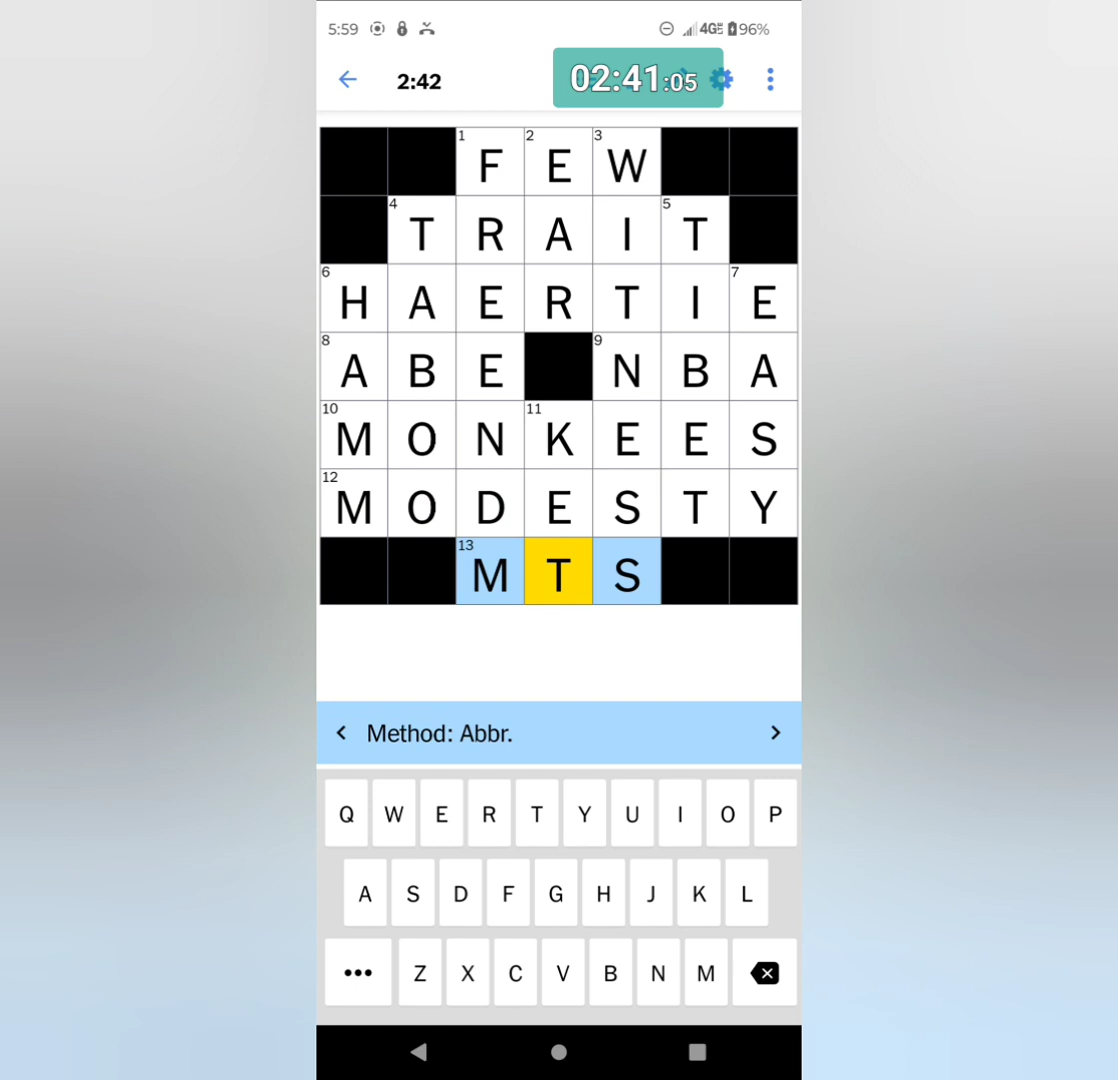 5:59 4GE 96%
2:42 02:41:05
1 F 2 E 3 W
4 T R A I 5 T
6 H A E R T I 7 E
8 A B E 9 N B A
10 M O N 11 K E E S
12 M O D E S T Y
13 M T S
Method: Abbr.
Q W E R T Y U I O P
A S D F G H J K L
Z X C V B N M